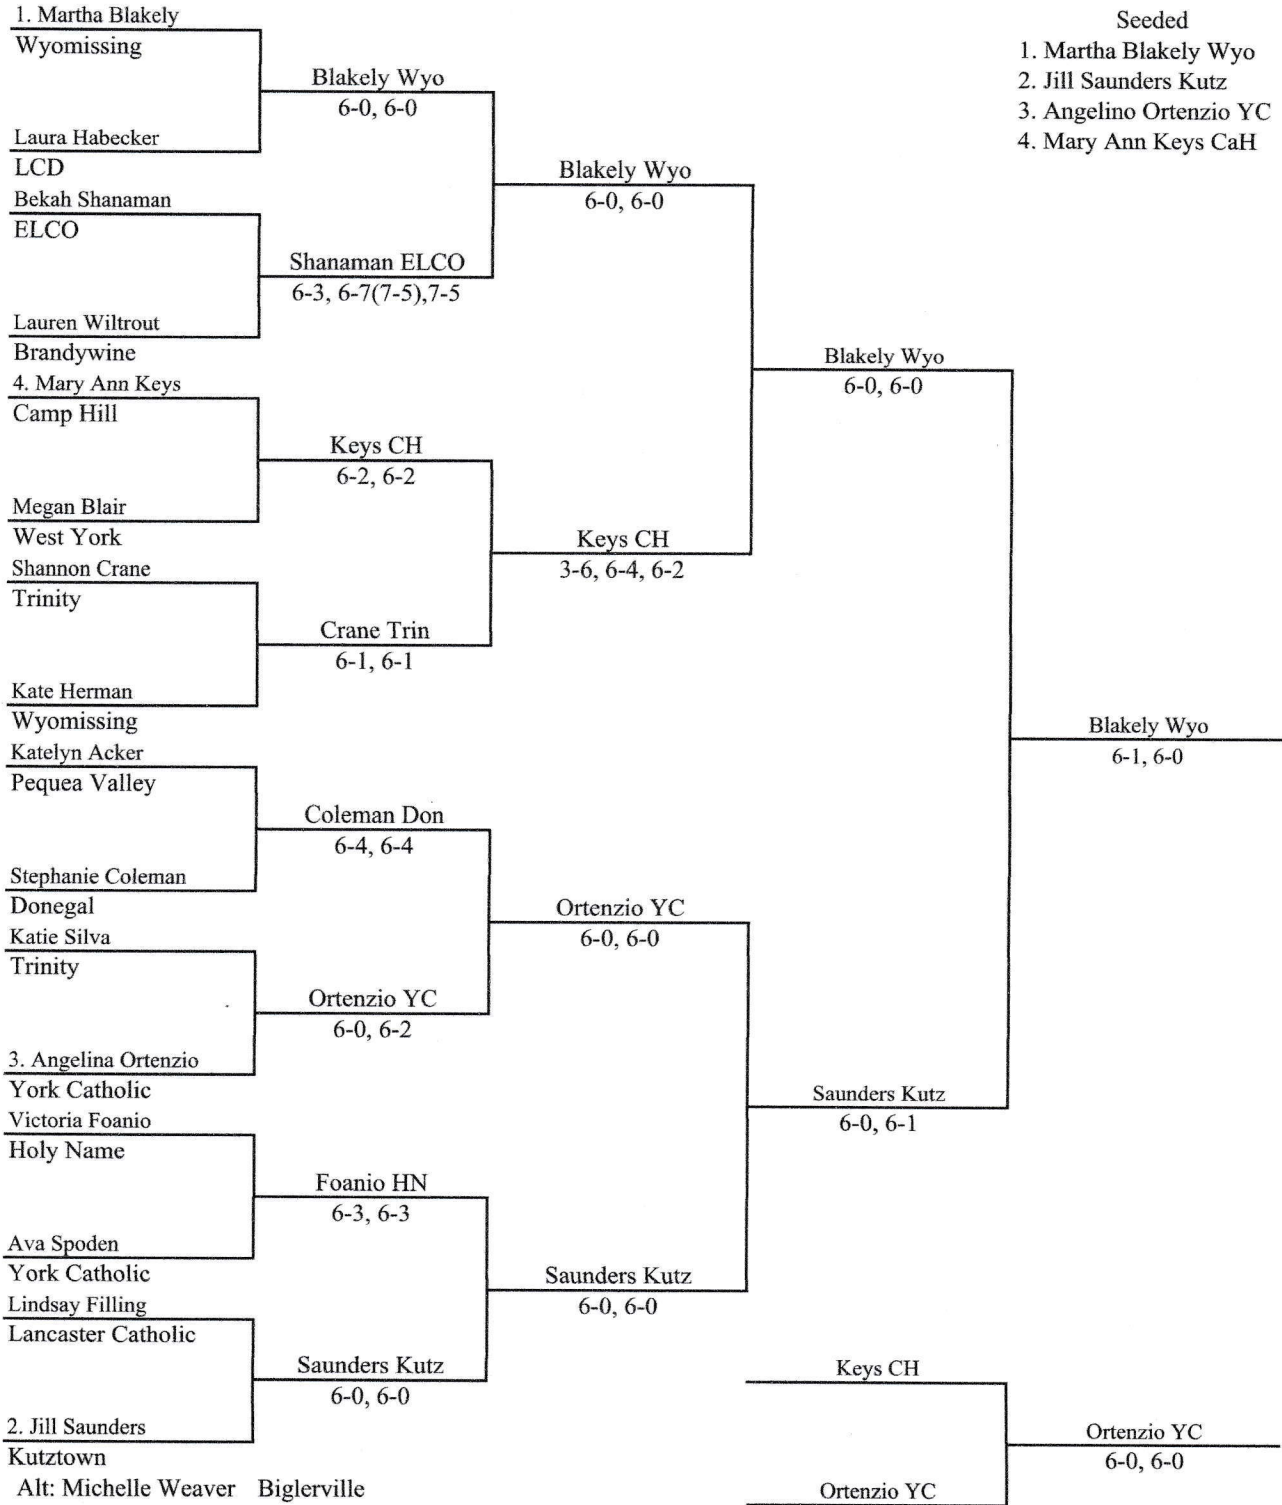 1. Martha Blakely
Wyomissing
Blakely Wyo
6-0, 6-0
Laura Habecker
LCD
Bekah Shanaman
ELCO
Shanaman ELCO
6-3, 6-7(7-5),7-5
Lauren Wiltrout
Brandywine
4. Mary Ann Keys
Camp Hill
Keys CH
6-2, 6-2
Megan Blair
West York
Shannon Crane
Trinity
Crane Trin
6-1, 6-1
Kate Herman
Wyomissing
Katelyn Acker
Pequea Valley
Coleman Don
6-4, 6-4
Stephanie Coleman
Donegal
Katie Silva
Trinity
Ortenzio YC
6-0, 6-2
3. Angelina Ortenzio
York Catholic
Victoria Foanio
Holy Name
Foanio HN
6-3, 6-3
Ava Spoden
York Catholic
Lindsay Filling
Lancaster Catholic
Saunders Kutz
6-0, 6-0
2. Jill Saunders
Kutztown
Alt: Michelle Weaver Biglerville
Blakely Wyo
6-0, 6-0
Keys CH
3-6, 6-4, 6-2
Ortenzio YC
6-0, 6-0
Saunders Kutz
6-0, 6-0
Blakely Wyo
6-0, 6-0
Saunders Kutz
6-0, 6-1
Blakely Wyo
6-1, 6-0
Keys CH
Ortenzio YC
Ortenzio YC
6-0, 6-0
Seeded
1. Martha Blakely Wyo
2. Jill Saunders Kutz
3. Angelino Ortenzio YC
4. Mary Ann Keys CaH